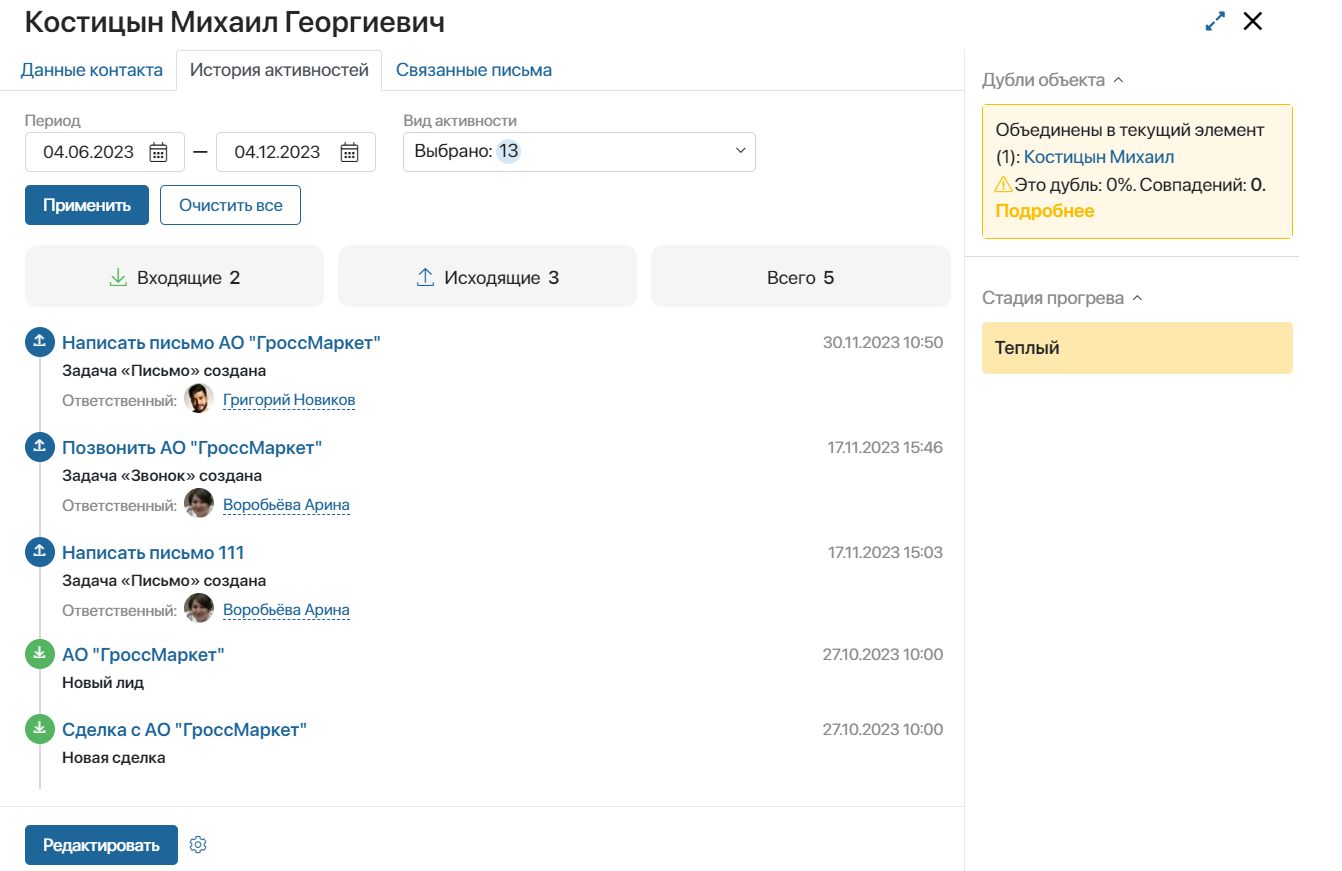 Костицын Михаил Георгиевич
Данные контакта
История активностей
Связанные письма
Период
04.06.2023 — 04.12.2023
Вид активности
Выбрано: 13
Применить
Очистить все
Входящие 2
Исходящие 3
Всего 5
Написать письмо АО "ГроссМаркет"
30.11.2023 10:50
Задача «Письмо» создана
Ответственный: Григорий Новиков
Позвонить АО "ГроссМаркет"
17.11.2023 15:46
Задача «Звонок» создана
Ответственный: Воробьёва Арина
Написать письмо 111
17.11.2023 15:03
Задача «Письмо» создана
Ответственный: Воробьёва Арина
АО "ГроссМаркет"
27.10.2023 10:00
Новый лид
Сделка с АО "ГроссМаркет"
27.10.2023 10:00
Новая сделка
Редактировать
Дубли объекта
Объединены в текущий элемент
(1): Костицын Михаил
Это дубль: 0%. Совпадений: 0.
Подробнее
Стадия прогрева
Теплый